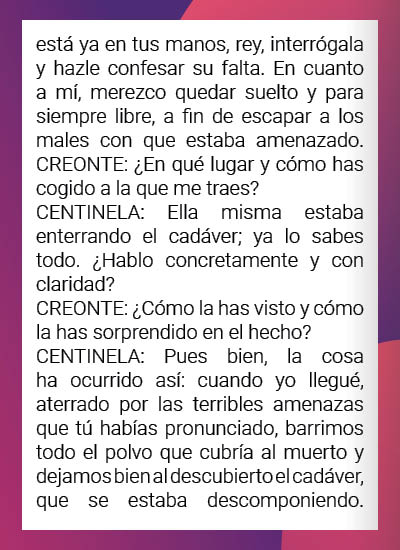 está ya en tus manos, rey, interrógala
y hazle confesar su falta. En cuanto
a mí, merezco quedar suelto y para
siempre libre, a fin de escapar a los
males con que estaba amenazado.
CREONTE: ¿En qué lugar y cómo has
cogido a la que me traes?
CENTINELA: Ella misma estaba
enterrando el cadáver; ya lo sabes
todo. ¿Hablo concretamente y con
claridad?
CREONTE: ¿Cómo la has visto y cómo
la has sorprendido en el hecho?
CENTINELA: Pues bien, la cosa
ha ocurrido así: cuando yo llegué,
aterrado por las terribles amenazas
que tú habías pronunciado, barrimos
todo el polvo que cubría al muerto y
dejamos bien al descubierto el cadáver,
que se estaba descomponiendo.